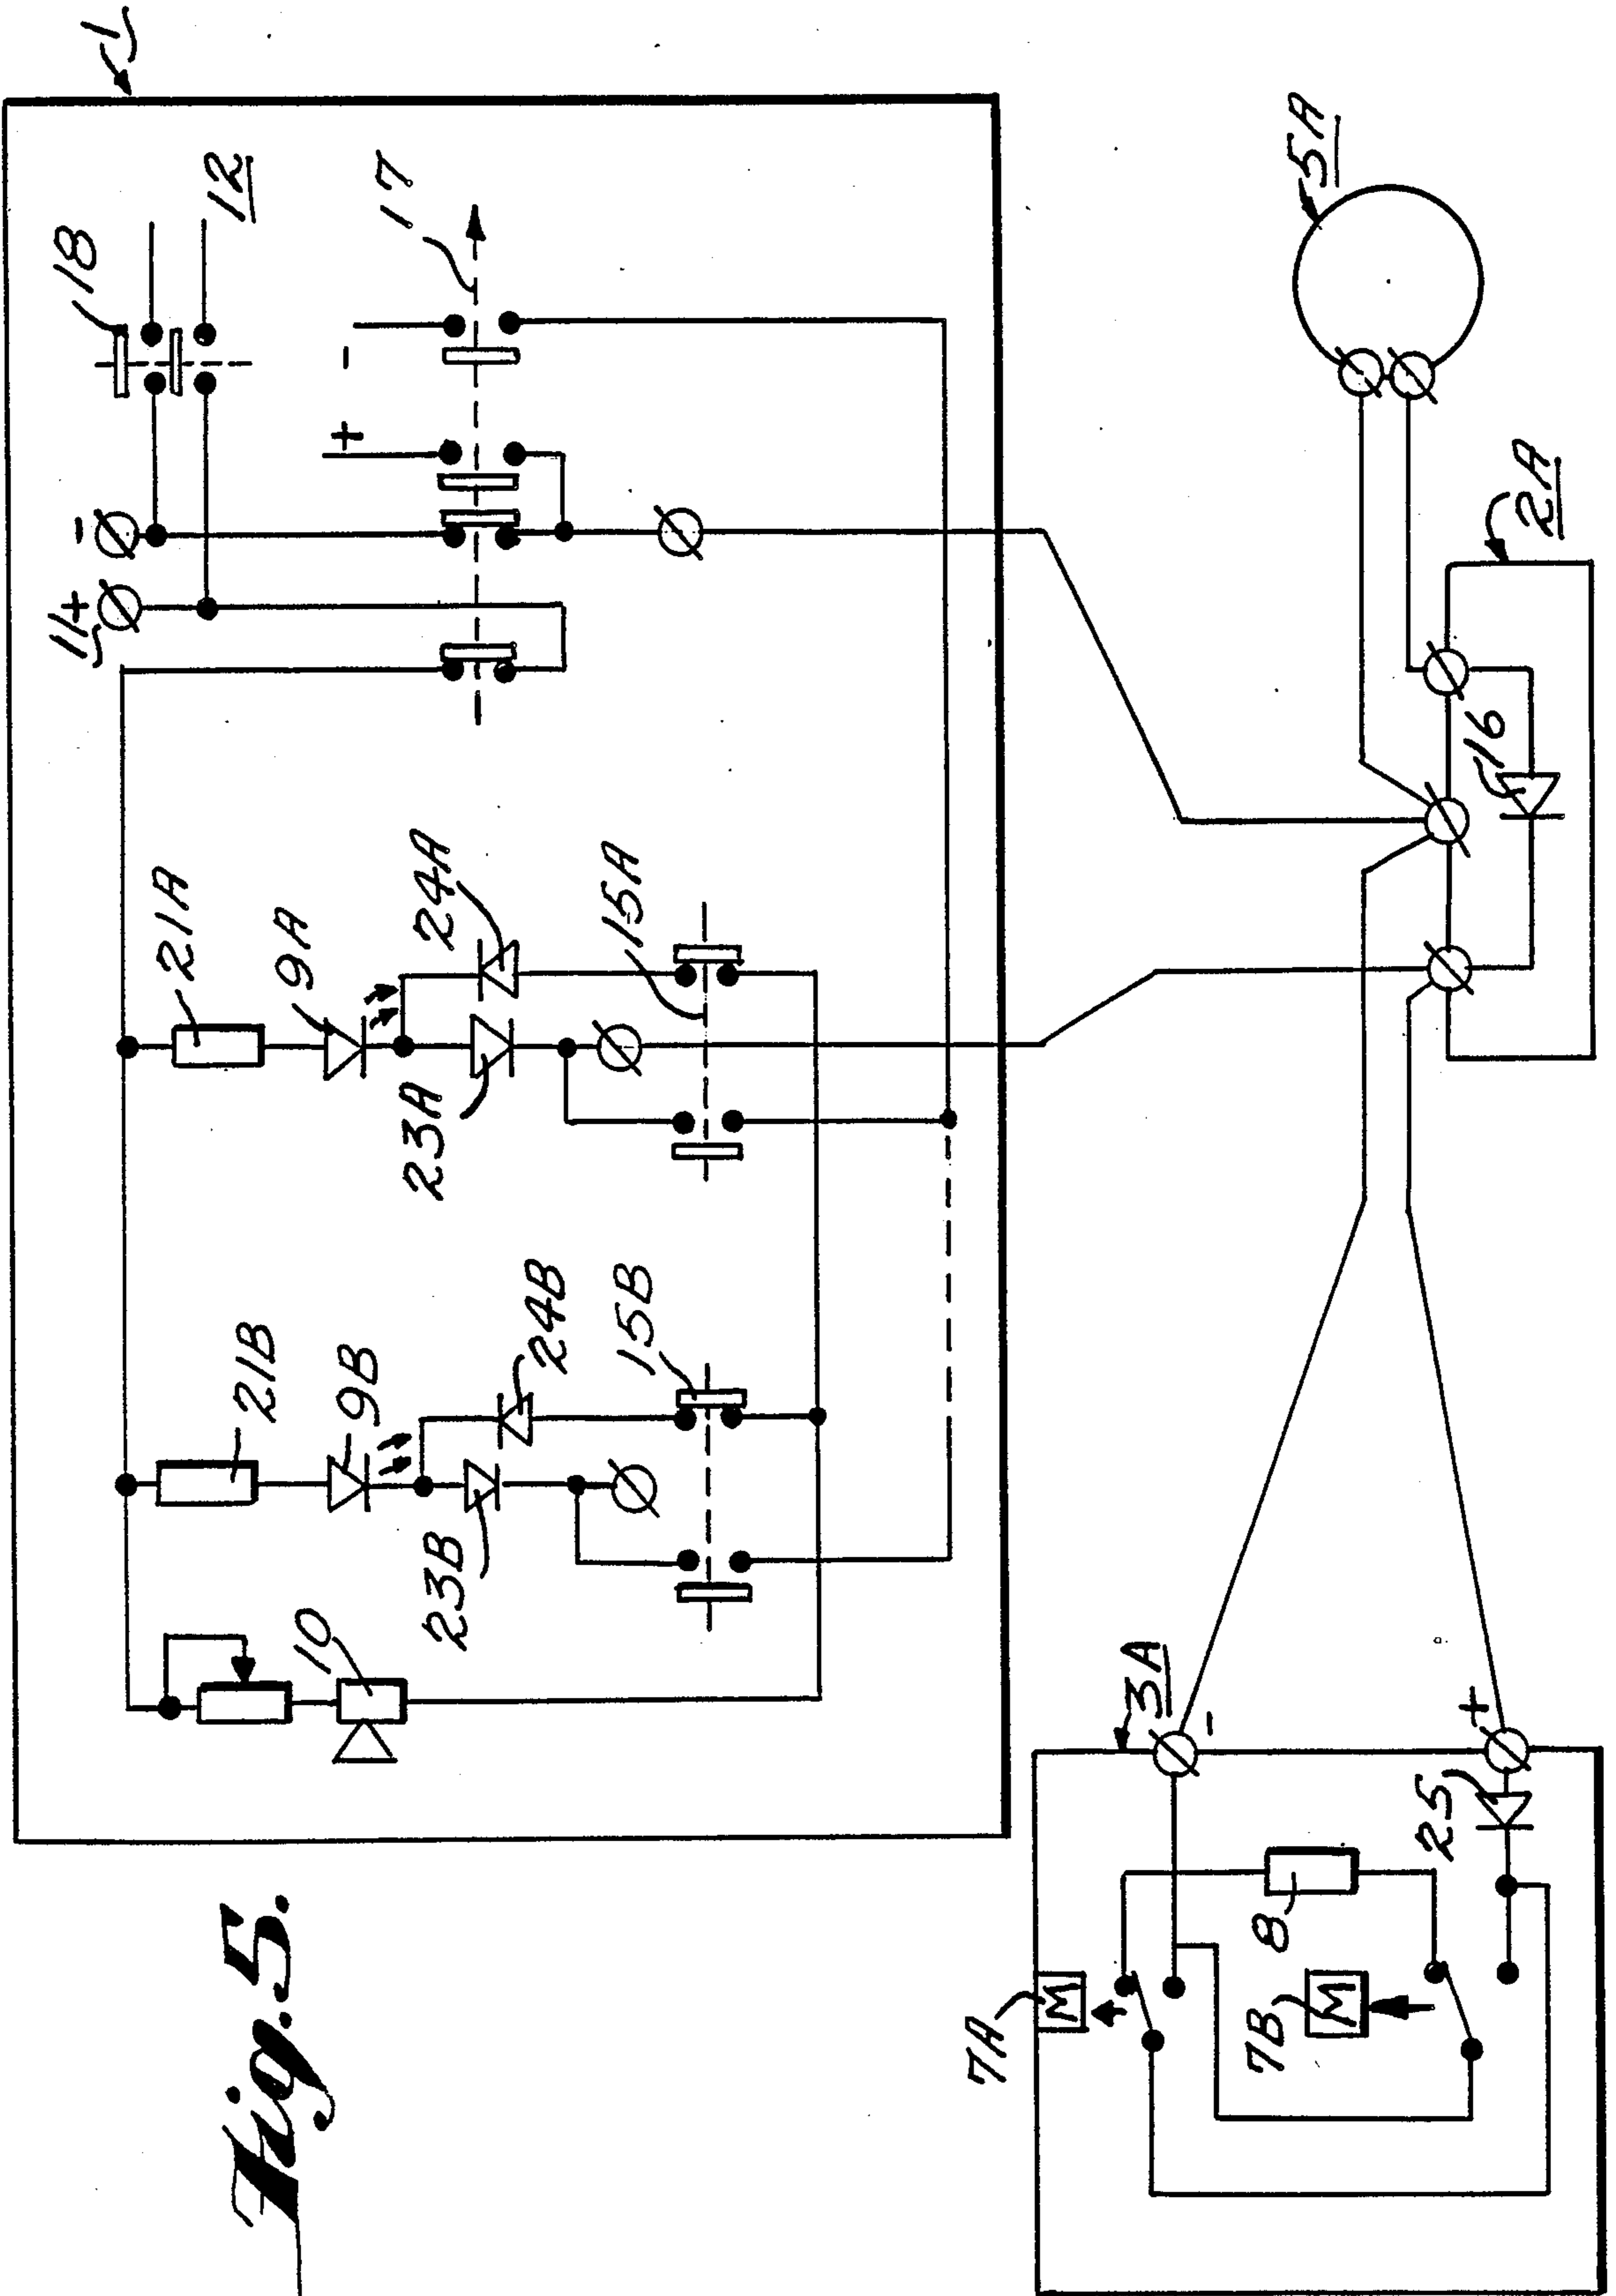 Fig. 5.
1
18
12
11
+
-
17
+
-
21A
9A
24A
23A
15A
21B
9B
24B
23B
15B
10
5A
2A
16
3A
-
+
25
8
7A
M
7B
M